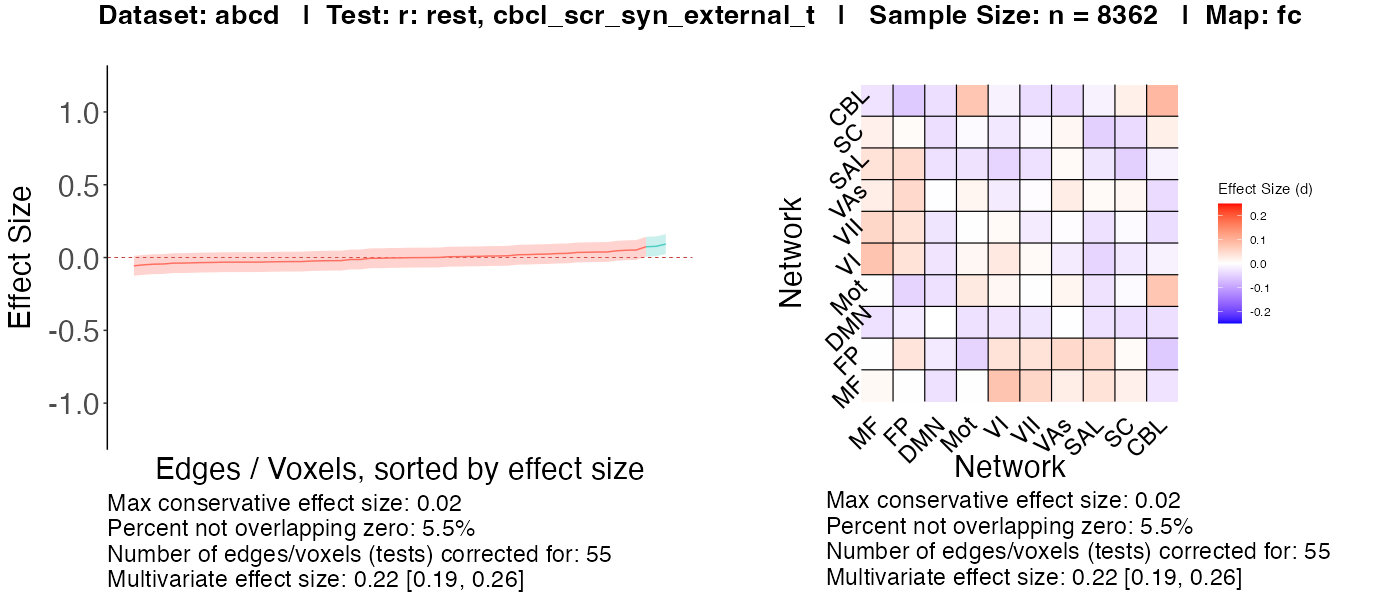 Dataset: abcd | Test: r: rest, cbcl_scr_syn_external_t | Sample Size: n = 8362 | Map: fc
Effect Size
1.0
0.5
0.0
-0.5
-1.0
Edges / Voxels, sorted by effect size
Max conservative effect size: 0.02
Percent not overlapping zero: 5.5%
Number of edges/voxels (tests) corrected for: 55
Multivariate effect size: 0.22 [0.19, 0.26]
Network
CBL
SC
SAL
VAs
VII
VI
Mot
DMN
FP
MF
MF
FP
DMN
Mot
VI
VII
VAs
SAL
SC
CBL
Network
Effect Size (d)
0.2
0.1
0.0
-0.1
-0.2
Max conservative effect size: 0.02
Percent not overlapping zero: 5.5%
Number of edges/voxels (tests) corrected for: 55
Multivariate effect size: 0.22 [0.19, 0.26]